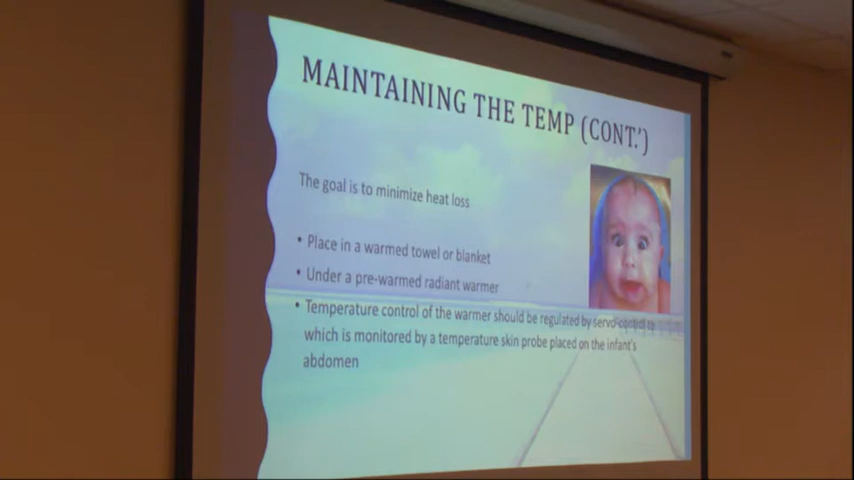 MAINTAINING THE TEMP (CONT.')
The goal is to minimize heat loss
• Place in a warmed towel or blanket
• Under a pre-warmed radiant warmer
• Temperature control of the warmer should be regulated by servo-control to
which is monitored by a temperature skin probe placed on the infant's
abdomen